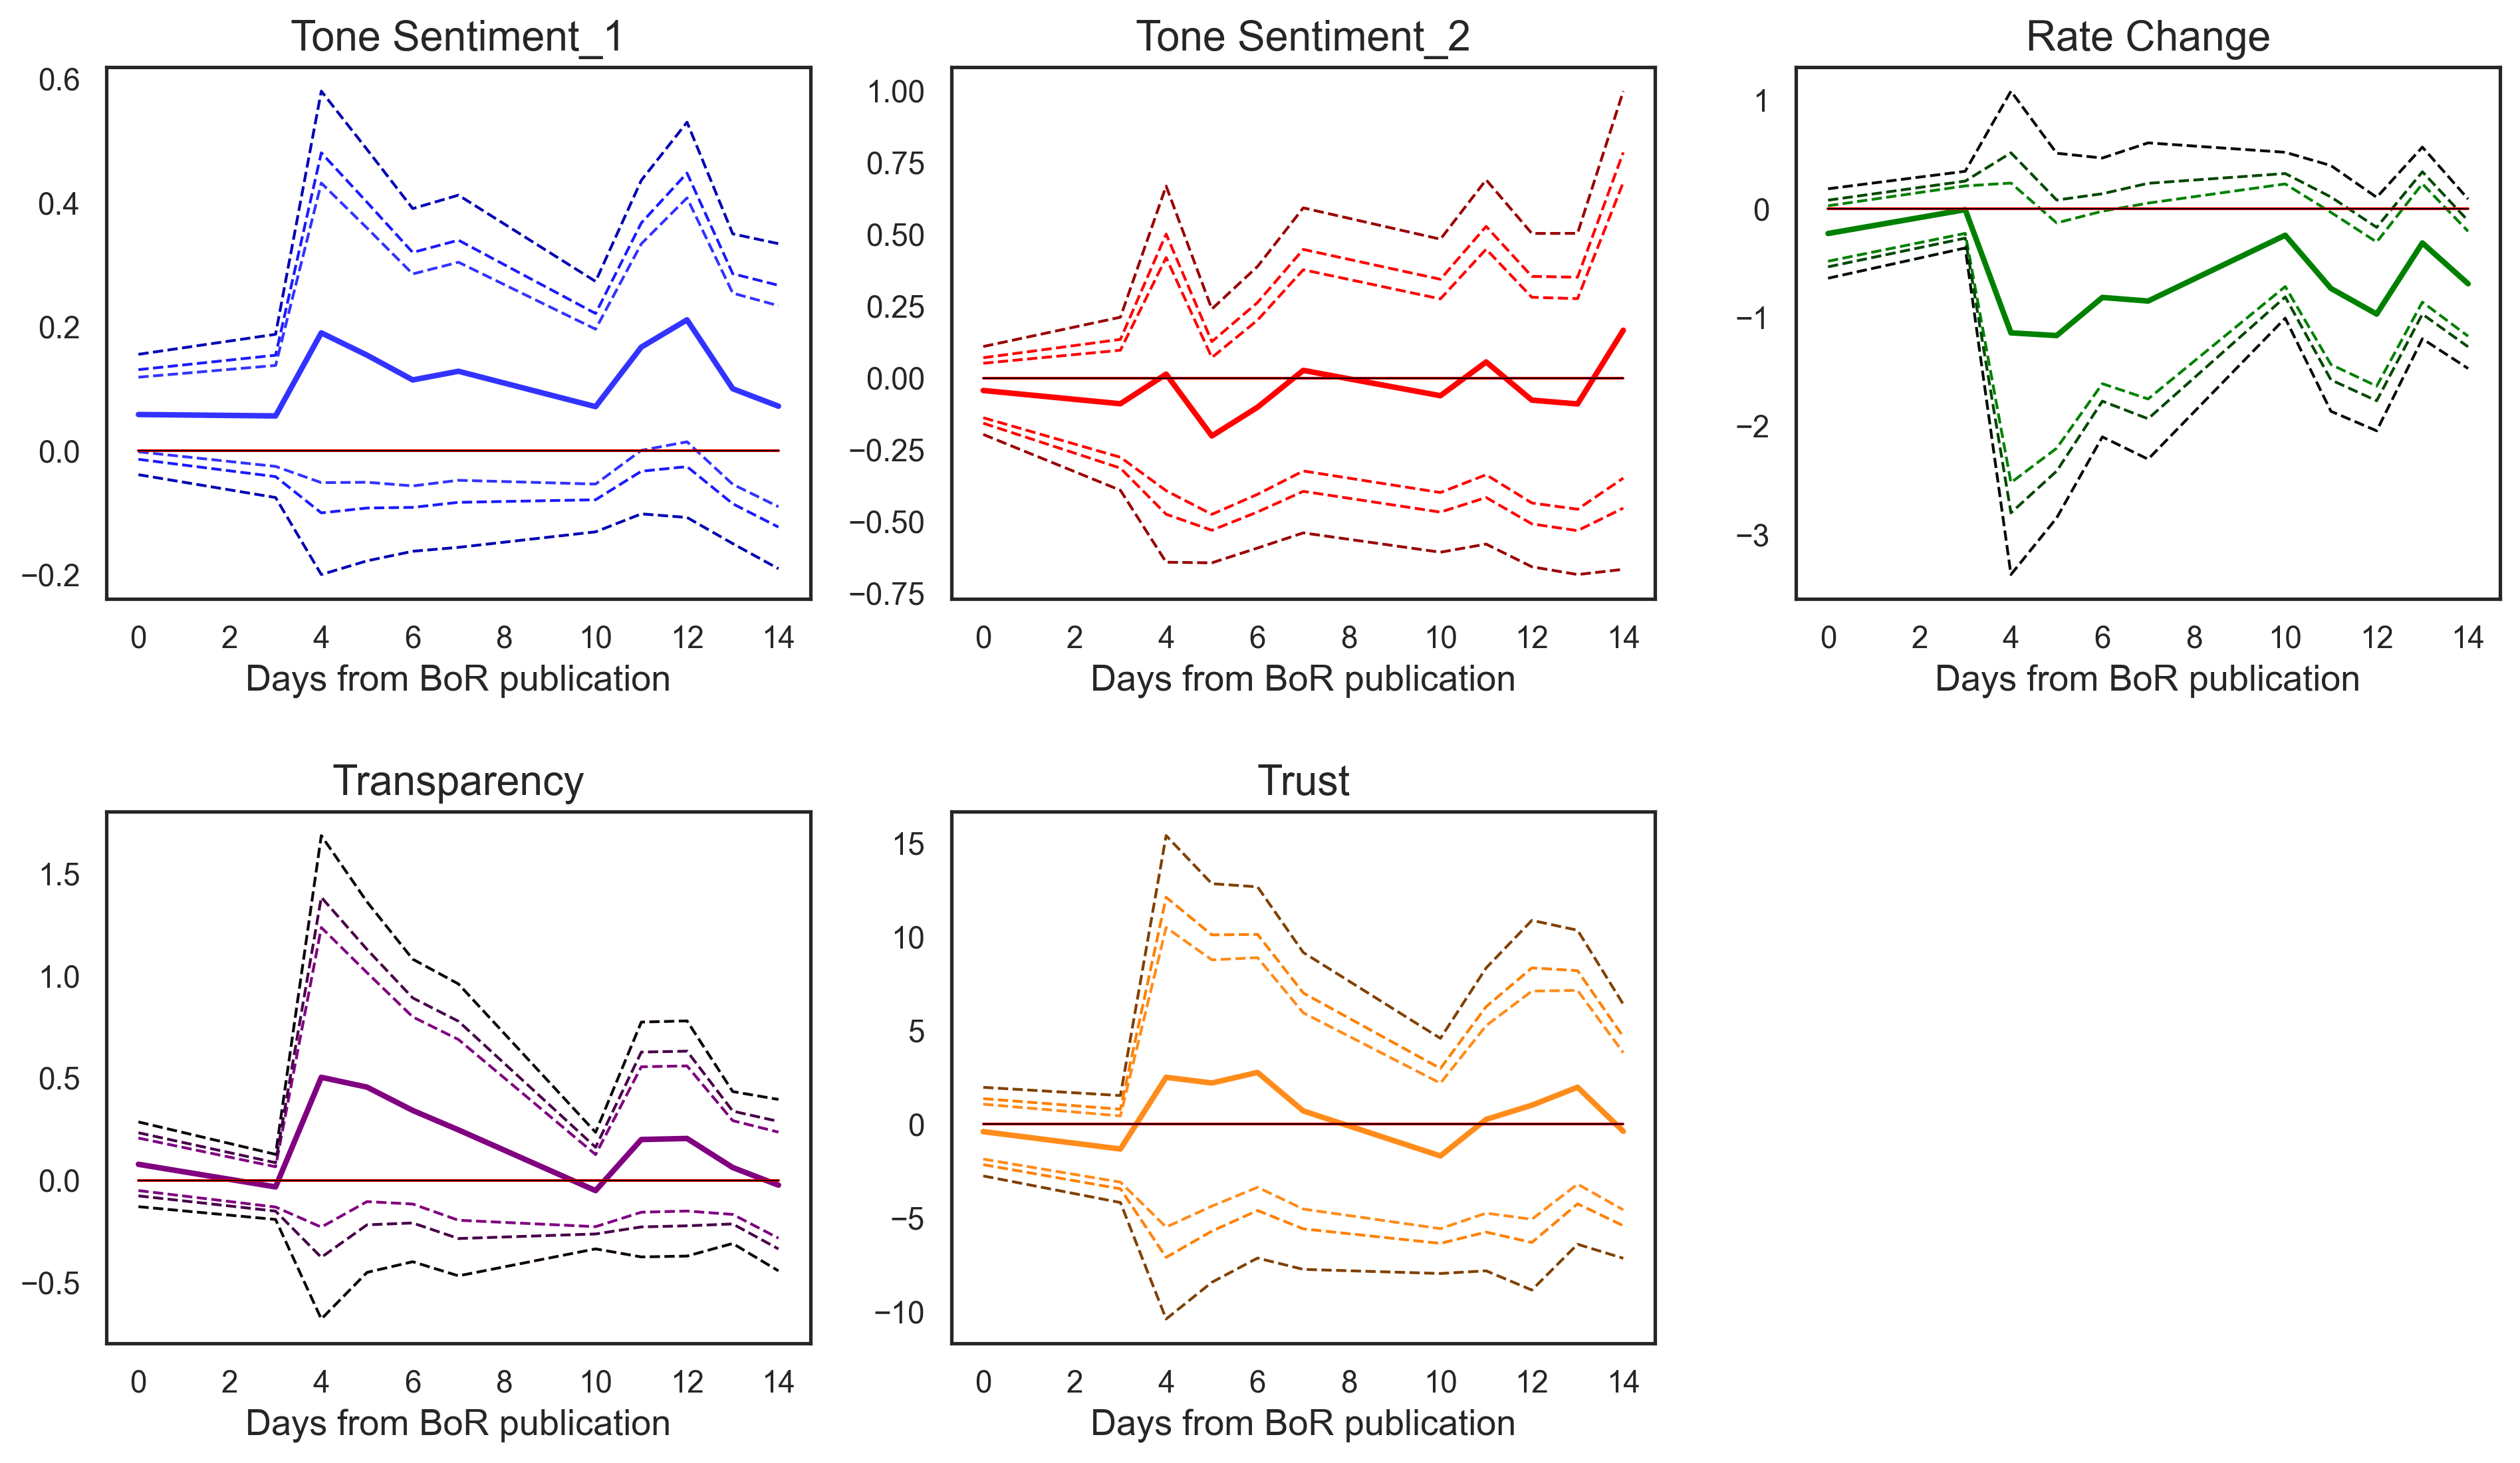 Tone Sentiment_1
Tone Sentiment_2
Rate Change
0.6
0.4
0.2
0.0
−0.2
1.00
0.75
0.50
0.25
0.00
−0.25
−0.50
−0.75
1
0
−1
−2
−3
0 2 4 6 8 10 12 14
0 2 4 6 8 10 12 14
0 2 4 6 8 10 12 14
Days from BoR publication
Days from BoR publication
Days from BoR publication
Transparency
Trust
1.5
1.0
0.5
0.0
−0.5
15
10
5
0
−5
−10
0 2 4 6 8 10 12 14
0 2 4 6 8 10 12 14
Days from BoR publication
Days from BoR publication